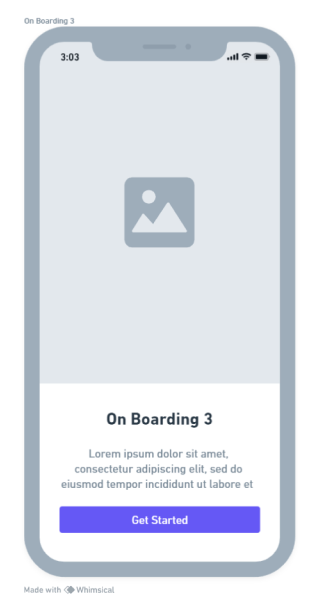 On Boarding 3
3:03
On Boarding 3
Lorem ipsum dolor sit amet,
consectetur adipiscing elit, sed do
eiusmod tempor incididunt ut labore et
Get Started
Made with Whimsical